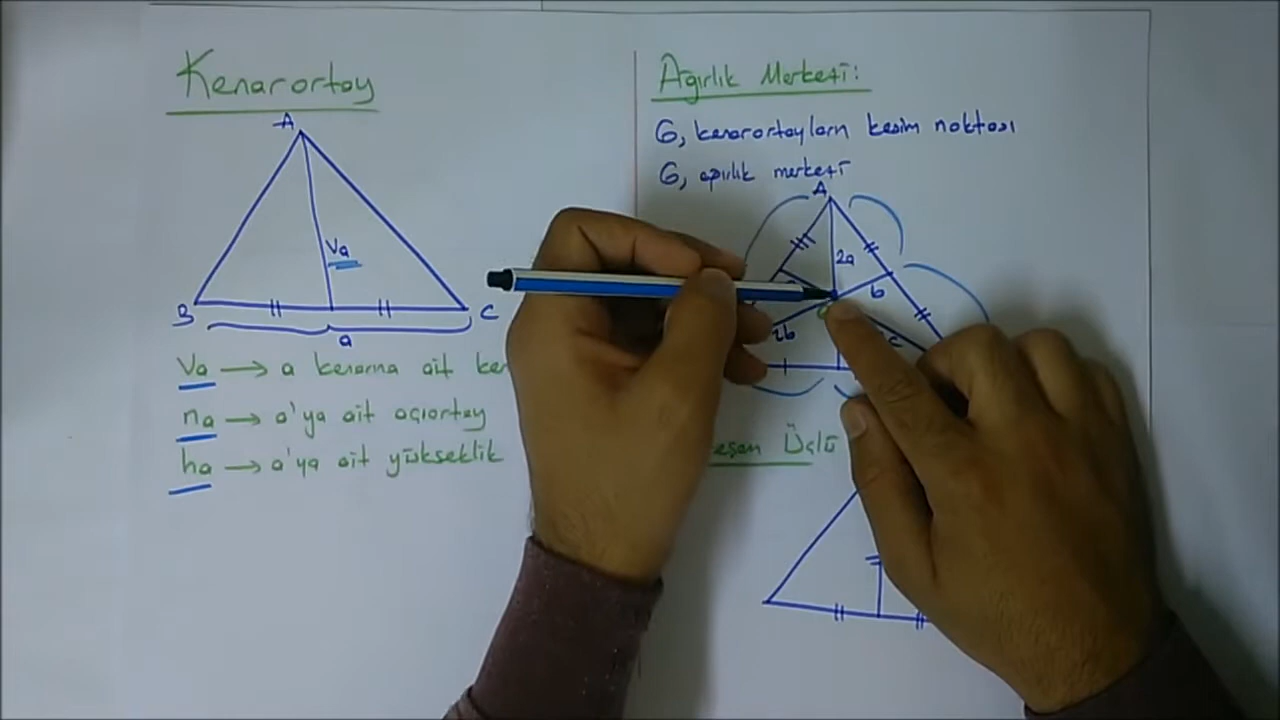 Kenarortay
A
Va
B
C
a
Va → a kenarına ait
na → a'ya ait açıortay
ha → a'ya ait yükseklik
Ağırlık Merkezi:
G, kenarortayların kesim noktası
G, ağırlık merkezi
A
2a
b
2b
Üçlü